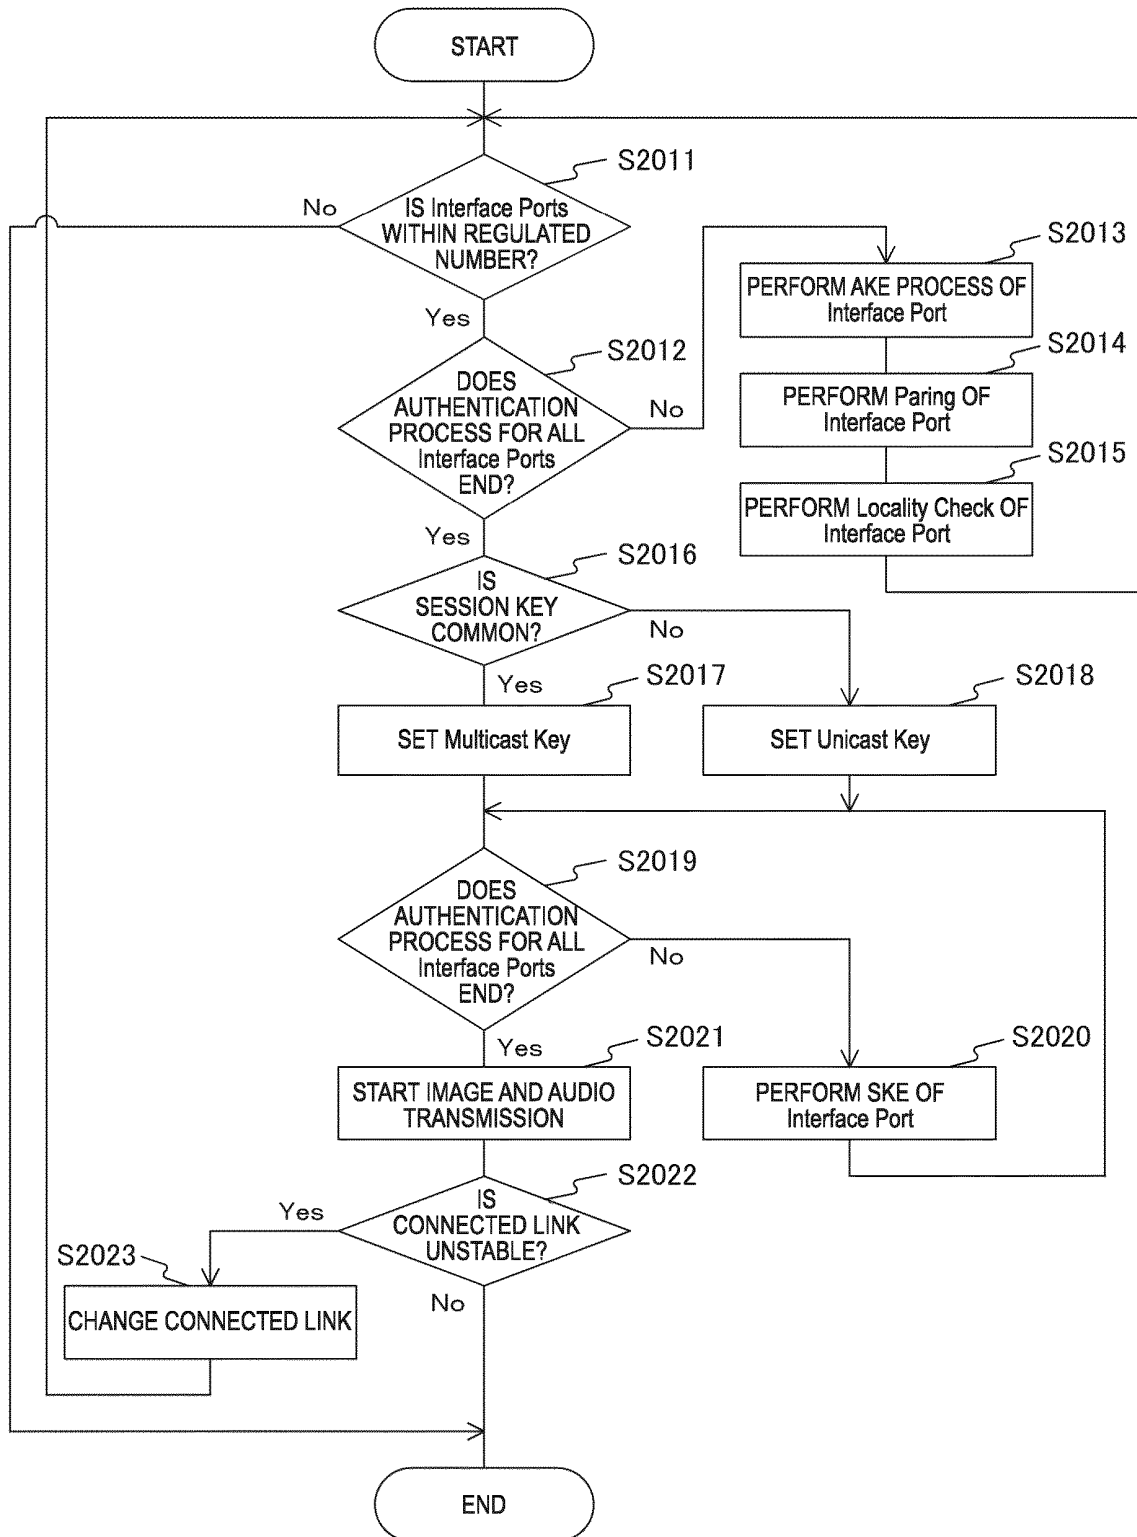 START
S2011
No
IS Interface Ports
WITHIN REGULATED
NUMBER?
Yes
S2013
PERFORM AKE PROCESS OF
Interface Port
S2012
DOES
AUTHENTICATION
PROCESS FOR ALL
Interface Ports
END?
No
S2014
PERFORM Paring OF
Interface Port
S2015
PERFORM Locality Check OF
Interface Port
Yes
S2016
IS
SESSION KEY
COMMON?
No
Yes
S2017
SET Multicast Key
S2018
SET Unicast Key
S2019
DOES
AUTHENTICATION
PROCESS FOR ALL
Interface Ports
END?
No
Yes
S2021
START IMAGE AND AUDIO
TRANSMISSION
S2020
PERFORM SKE OF
Interface Port
S2022
IS
CONNECTED LINK
UNSTABLE?
Yes
S2023
CHANGE CONNECTED LINK
No
END